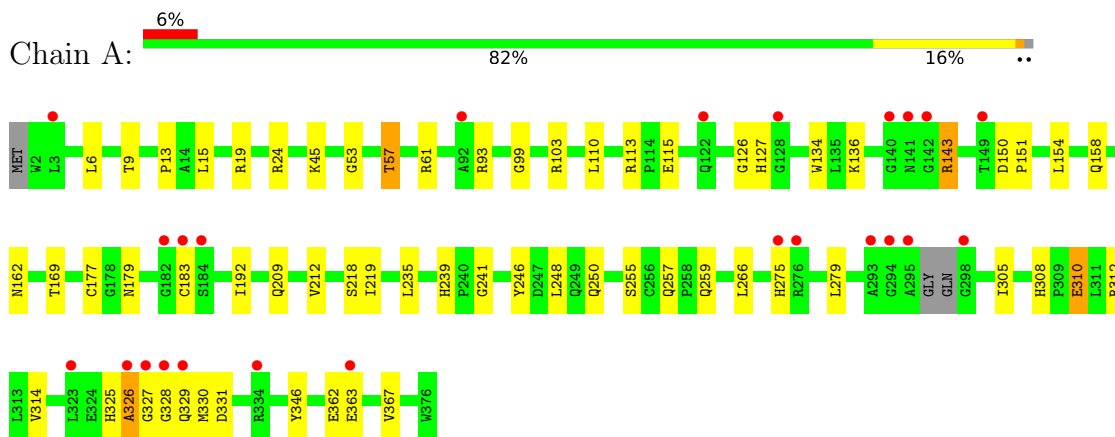 6%
Chain A:
82% 16% ••
MET W2 L3 L6 T9 P13 A14 L15 R19 R24 K45 G53 T57 R61 A92 R93 G99 R103 L110 R113 P114 E115 Q122 G126 H127 G128 W134 L135 K136 G140 N141 G142 R143 T149 D150 P151 L154 Q158
N162 T169 C177 G178 N179 G182 C183 S184 I192 Q209 V212 S218 I219 L235 H239 P240 G241 Y246 D247 L248 Q249 Q250 S255 C256 Q257 P258 Q259 L266 H275 R276 L279 A293 G294 A295 GLY GLN G298 I305 H308 P309 E310 L311
L313 V314 L323 E324 H325 A326 G327 G328 Q329 M330 D331 R334 Y346 E362 E363 V367 W376